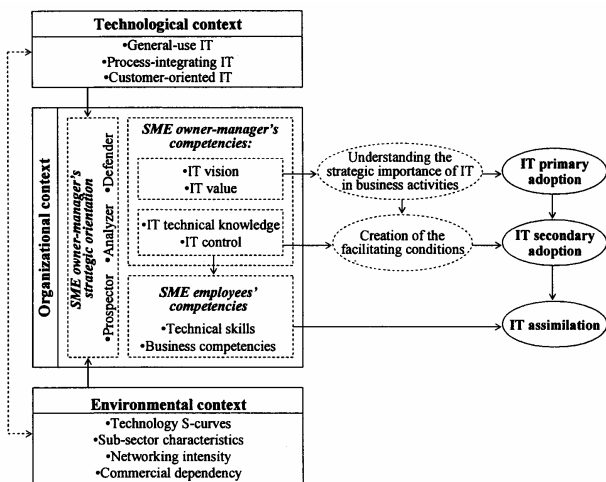 Technological context
•General-use IT
•Process-integrating IT
•Customer-oriented IT
Organizational context
SME owner-manager's
strategic orientation
•Prospector •Analyzer •Defender
SME owner-manager's
competencies:
•IT vision
•IT value
•IT technical knowledge
•IT control
SME employees'
competencies
•Technical skills
•Business competencies
Understanding the
strategic importance of IT
in business activities
Creation of the
facilitating conditions
IT primary
adoption
IT secondary
adoption
IT assimilation
Environmental context
•Technology S-curves
•Sub-sector characteristics
•Networking intensity
•Commercial dependency